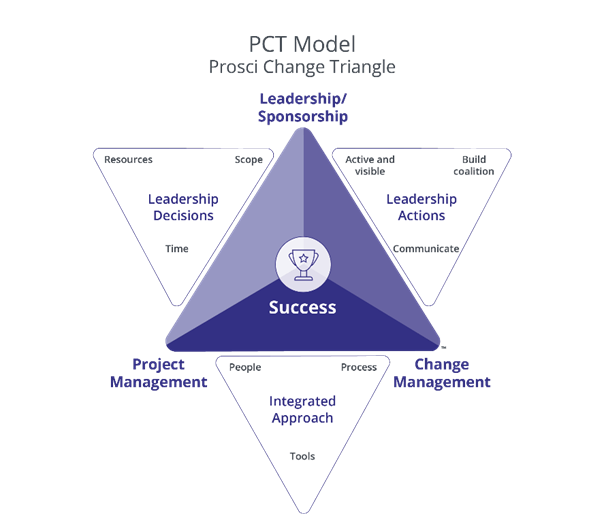 PCT Model
Prosci Change Triangle
Leadership/
Sponsorship
Resources
Scope
Leadership
Decisions
Time
Active and
visible
Build
coalition
Leadership
Actions
Communicate
Success
Project
Management
Change
Management
™
People
Process
Integrated
Approach
Tools